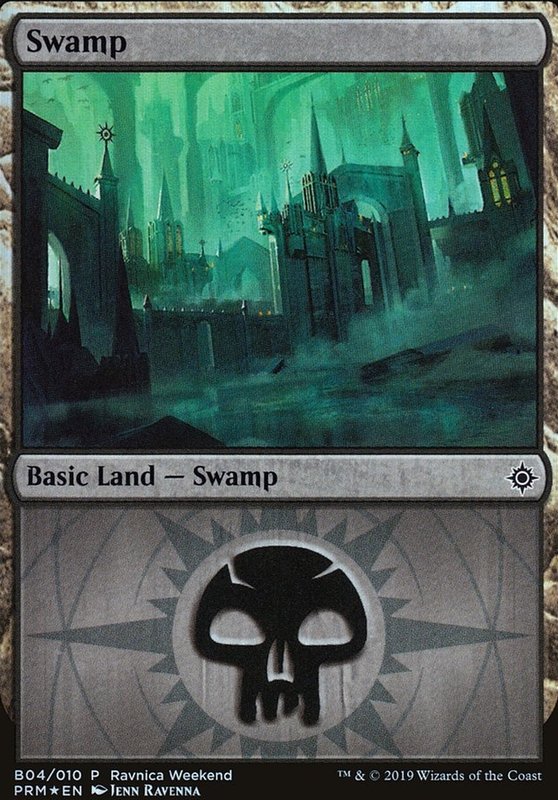 Swamp
Basic Land — Swamp
B04/010 P Ravnica Weekend
PRM★EN Jenn Ravenna
™ & © 2019 Wizards of the Coast